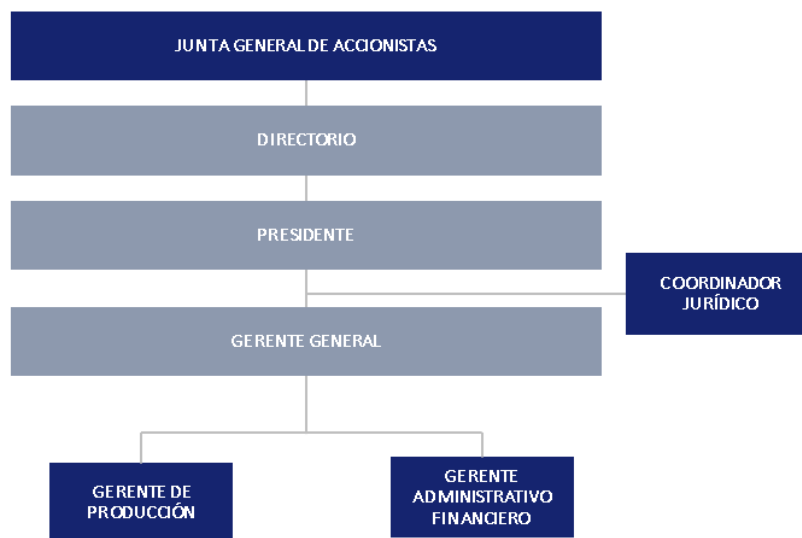 JUNTA GENERAL DE ACCIONISTAS
DIRECTORIO
PRESIDENTE
COORDINADOR
JURÍDICO
GERENTE GENERAL
GERENTE DE
PRODUCCIÓN
GERENTE
ADMINISTRATIVO
FINANCIERO